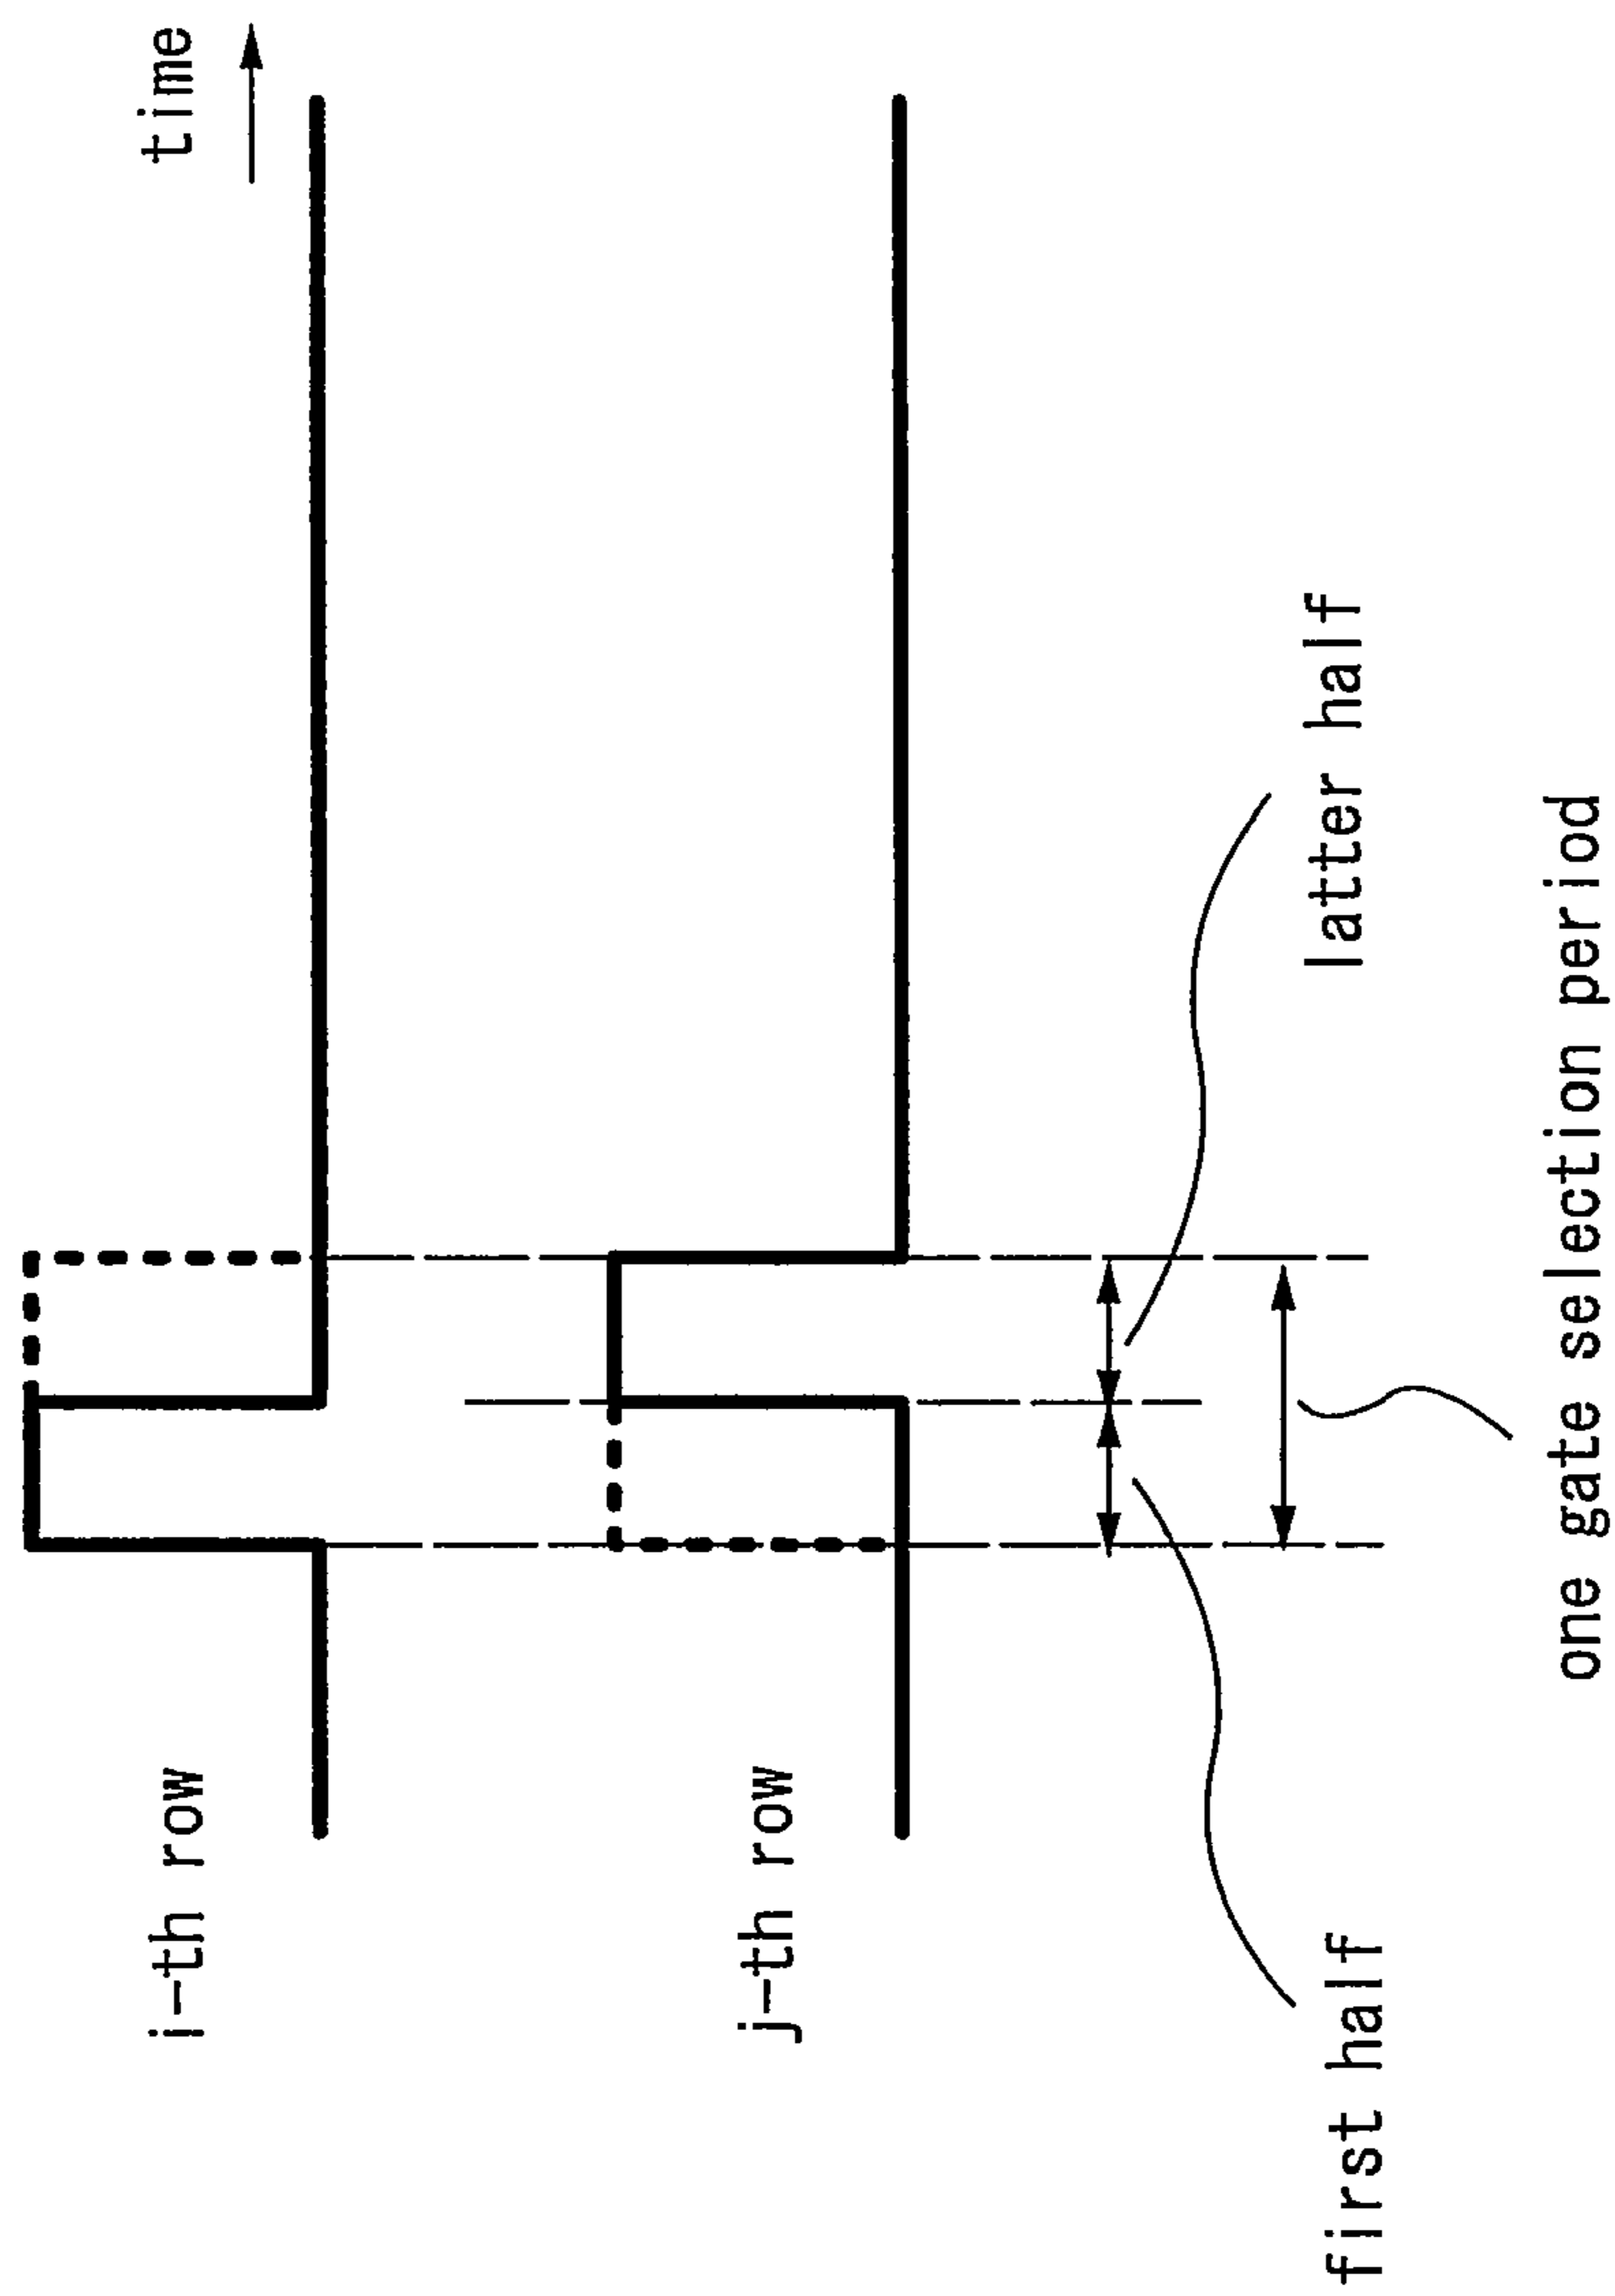 time
i-th row
j-th row
latter half
first half
one gate selection period